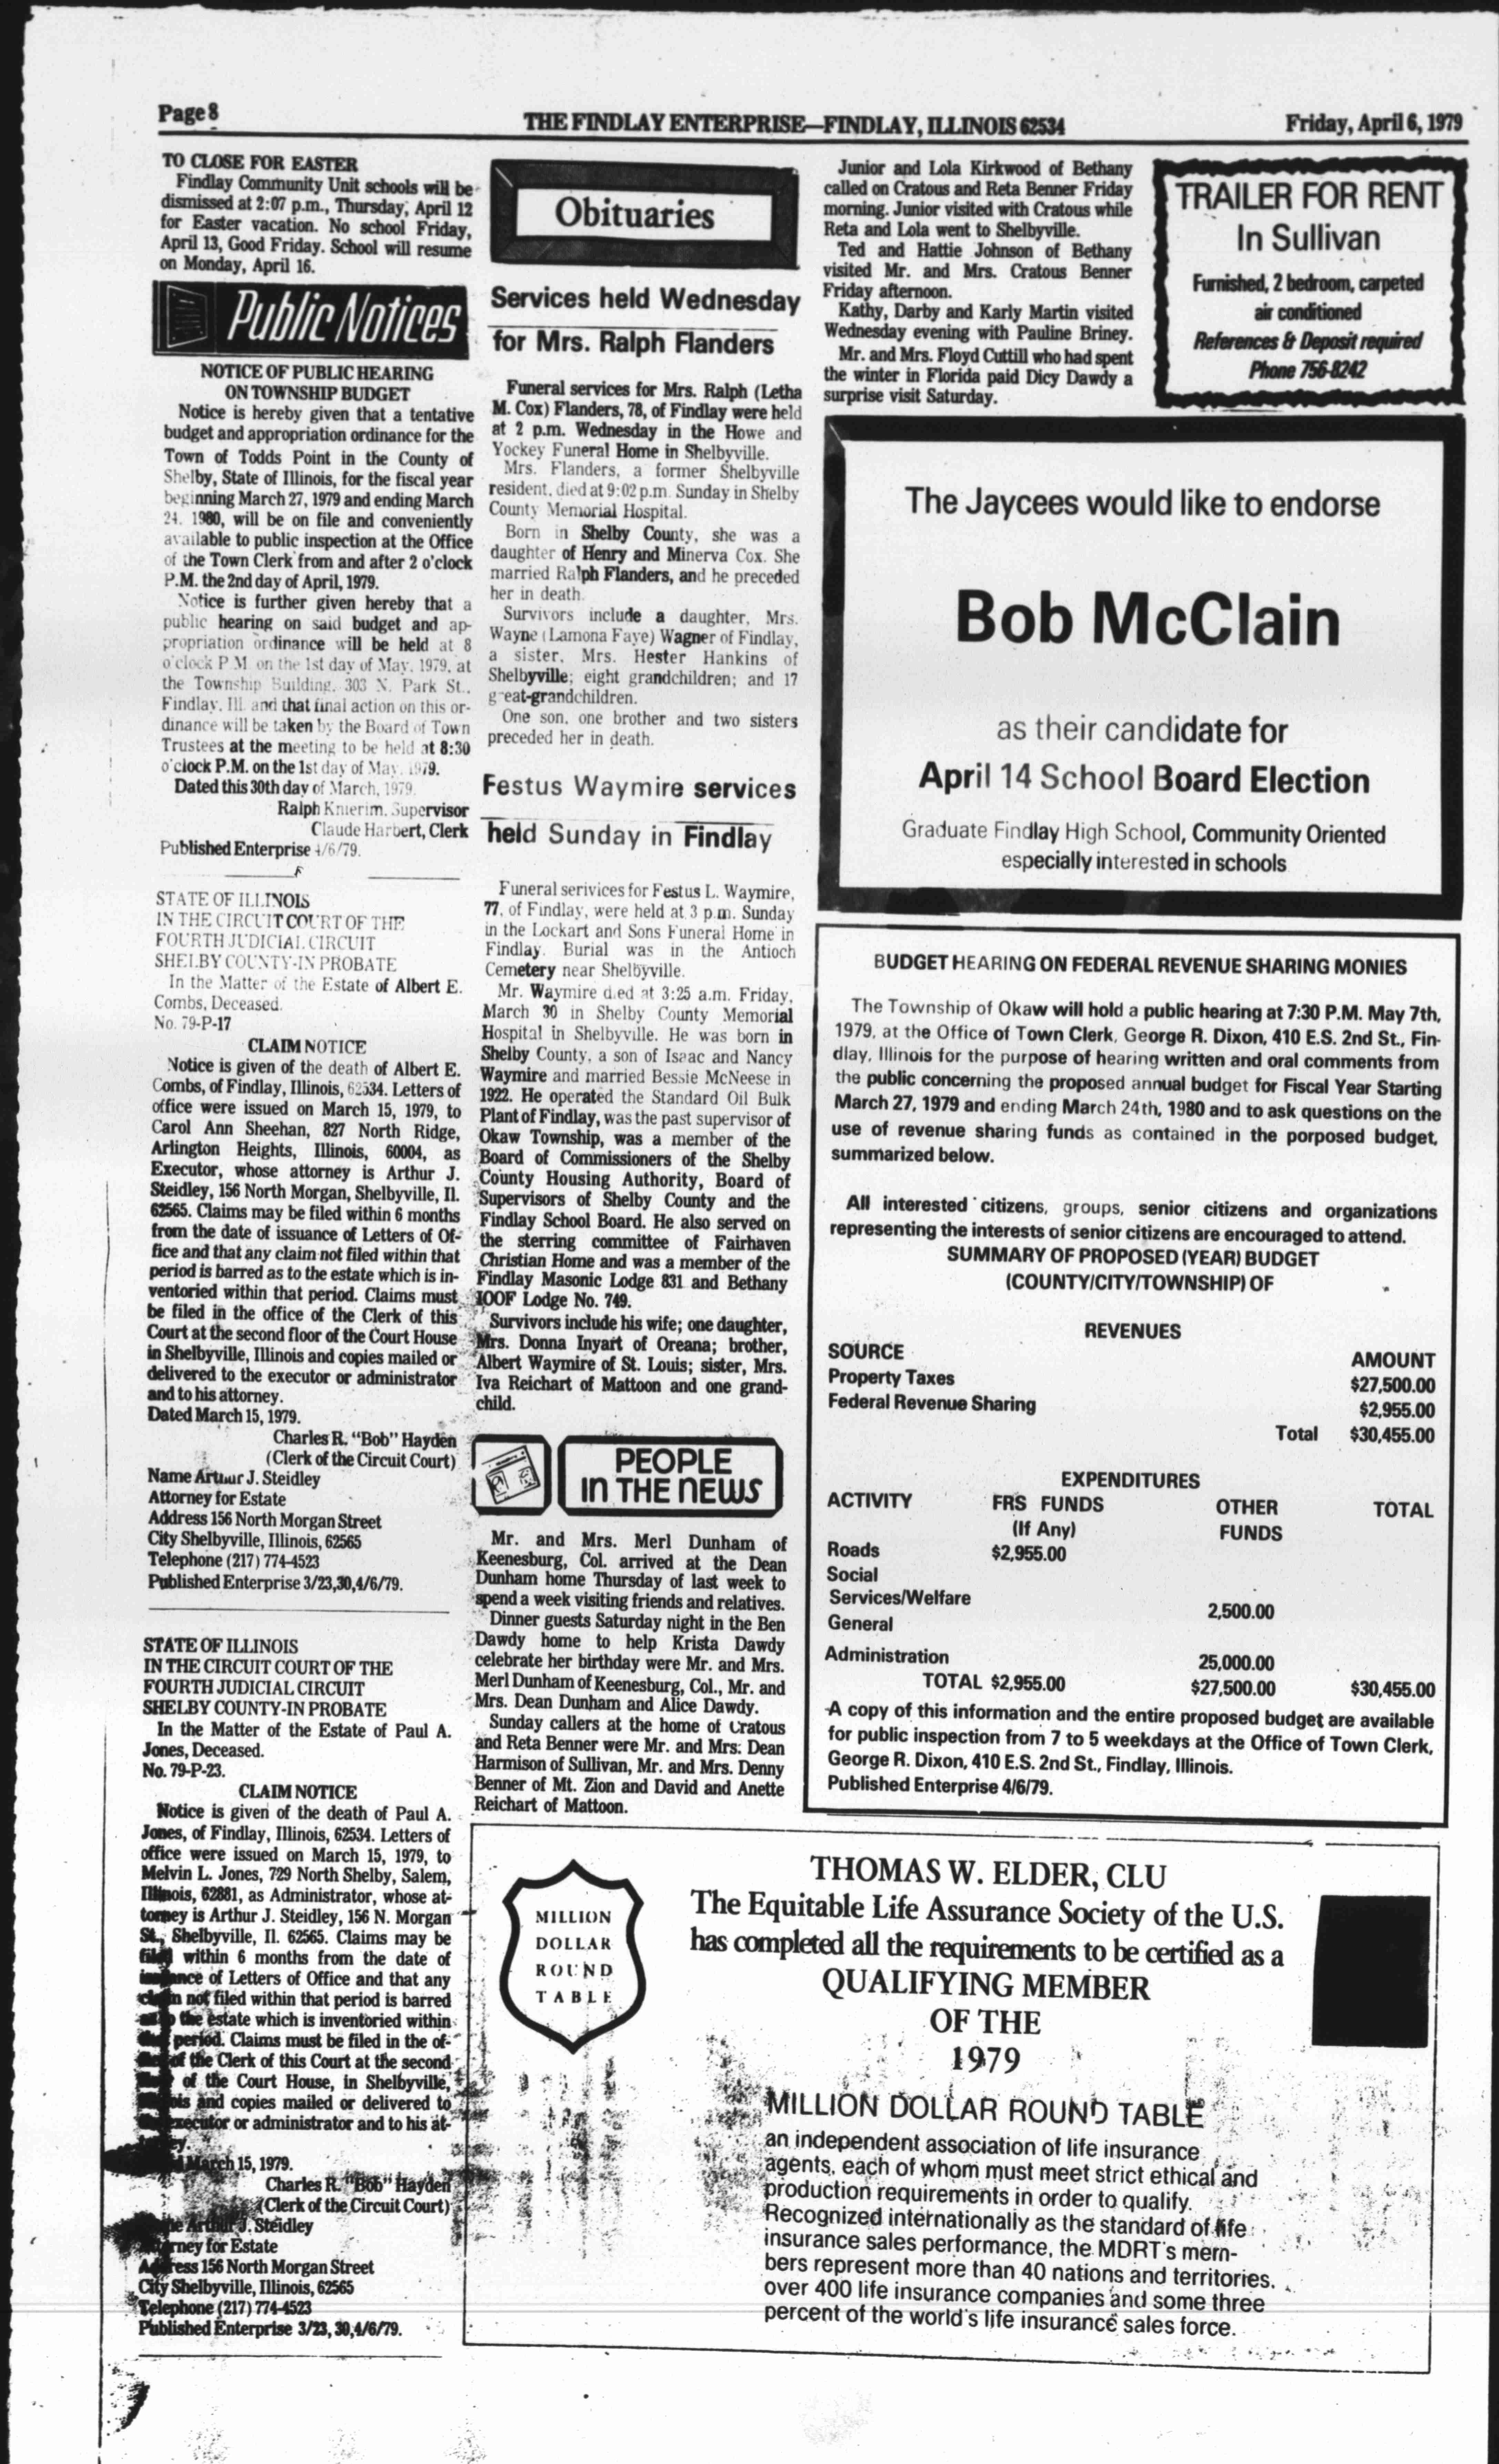 Page 8
THE FINDLAY ENTERPRISE—FINDLAY, ILLINOIS 62534
Friday, April 6, 1979
TO CLOSE FOR EASTER
Findlay Community Unit schools will be
dismissed at 2:07 p.m., Thursday, April 12
for Easter vacation. No school Friday,
April 13, Good Friday. School will resume
on Monday, April 16.
Public Notices
NOTICE OF PUBLIC HEARING
ON TOWNSHIP BUDGET
Notice is hereby given that a tentative
budget and appropriation ordinance for the
Town of Todds Point in the County of
Shelby, State of Illinois, for the fiscal year
beginning March 27, 1979 and ending March
24, 1980, will be on file and conveniently
available to public inspection at the Office
of the Town Clerk from and after 2 o'clock
P.M. the 2nd day of April, 1979.
Notice is further given hereby that a
public hearing on said budget and ap-
propriation ordinance will be held at 8
o'clock P.M. on the 1st day of May, 1979, at
the Township Building, 303 N. Park St.,
Findlay, Ill. and that final action on this or-
dinance will be taken by the Board of Town
Trustees at the meeting to be held at 8:30
o'clock P.M. on the 1st day of May, 1979.
Dated this 30th day of March, 1979.
Ralph Knierim, Supervisor
Claude Harbert, Clerk
Published Enterprise 4/6/79.
STATE OF ILLINOIS
IN THE CIRCUIT COURT OF THE
FOURTH JUDICIAL CIRCUIT
SHELBY COUNTY-IN PROBATE
In the Matter of the Estate of Albert E.
Combs, Deceased.
No. 79-P-17
CLAIM NOTICE
Notice is given of the death of Albert E.
Combs, of Findlay, Illinois, 62534. Letters of
office were issued on March 15, 1979, to
Carol Ann Sheehan, 827 North Ridge,
Arlington Heights, Illinois, 60004, as
Executor, whose attorney is Arthur J.
Steidley, 156 North Morgan, Shelbyville, Il.
62565. Claims may be filed within 6 months
from the date of issuance of Letters of Of-
fice and that any claim not filed within that
period is barred as to the estate which is in-
ventoried within that period. Claims must
be filed in the office of the Clerk of this
Court at the second floor of the Court House
in Shelbyville, Illinois and copies mailed or
delivered to the executor or administrator
and to his attorney.
Dated March 15, 1979.
Charles R. "Bob" Hayden
(Clerk of the Circuit Court)
Name Arthur J. Steidley
Attorney for Estate
Address 156 North Morgan Street
City Shelbyville, Illinois, 62565
Telephone (217) 774-4523
Published Enterprise 3/23,30,4/6/79.
STATE OF ILLINOIS
IN THE CIRCUIT COURT OF THE
FOURTH JUDICIAL CIRCUIT
SHELBY COUNTY-IN PROBATE
In the Matter of the Estate of Paul A.
Jones, Deceased.
No. 79-P-23.
CLAIM NOTICE
Notice is given of the death of Paul A.
Jones, of Findlay, Illinois, 62534. Letters of
office were issued on March 15, 1979, to
Melvin L. Jones, 729 North Shelby, Salem,
Illinois, 62881, as Administrator, whose at-
torney is Arthur J. Steidley, 156 N. Morgan
St., Shelbyville, Il. 62565. Claims may be
filed within 6 months from the date of
issuance of Letters of Office and that any
claim not filed within that period is barred
as to the estate which is inventoried within
period. Claims must be filed in the of-
of the Clerk of this Court at the second
of the Court House, in Shelbyville,
and copies mailed or delivered to
executor or administrator and to his at-
March 15, 1979.
Charles R. "Bob" Hayden
(Clerk of the Circuit Court)
Arthur J. Steidley
Attorney for Estate
Address 156 North Morgan Street
City Shelbyville, Illinois, 62565
Telephone (217) 774-4523
Published Enterprise 3/23, 30,4/6/79.
Obituaries
Services held Wednesday
for Mrs. Ralph Flanders
Funeral services for Mrs. Ralph (Letha
M. Cox) Flanders, 78, of Findlay were held
at 2 p.m. Wednesday in the Howe and
Yockey Funeral Home in Shelbyville.
Mrs. Flanders, a former Shelbyville
resident, died at 9:02 p.m. Sunday in Shelby
County Memorial Hospital.
Born in Shelby County, she was a
daughter of Henry and Minerva Cox. She
married Ralph Flanders, and he preceded
her in death.
Survivors include a daughter, Mrs.
Wayne (Lamona Faye) Wagner of Findlay,
a sister, Mrs. Hester Hankins of
Shelbyville; eight grandchildren; and 17
great-grandchildren.
One son, one brother and two sisters
preceded her in death.
Festus Waymire services
held Sunday in Findlay
Funeral serivices for Festus L. Waymire,
77, of Findlay, were held at 3 p.m. Sunday
in the Lockart and Sons Funeral Home in
Findlay. Burial was in the Antioch
Cemetery near Shelbyville.
Mr. Waymire died at 3:25 a.m. Friday,
March 30 in Shelby County Memorial
Hospital in Shelbyville. He was born in
Shelby County, a son of Isaac and Nancy
Waymire and married Bessie McNeese in
1922. He operated the Standard Oil Bulk
Plant of Findlay, was the past supervisor of
Okaw Township, was a member of the
Board of Commissioners of the Shelby
County Housing Authority, Board of
Supervisors of Shelby County and the
Findlay School Board. He also served on
the sterring committee of Fairhaven
Christian Home and was a member of the
Findlay Masonic Lodge 831 and Bethany
IOOF Lodge No. 749.
Survivors include his wife; one daughter,
Mrs. Donna Inyart of Oreana; brother,
Albert Waymire of St. Louis; sister, Mrs.
Iva Reichart of Mattoon and one grand-
child.
PEOPLE
IN THE NEWS
Mr. and Mrs. Merl Dunham of
Keenesburg, Col. arrived at the Dean
Dunham home Thursday of last week to
spend a week visiting friends and relatives.
Dinner guests Saturday night in the Ben
Dawdy home to help Krista Dawdy
celebrate her birthday were Mr. and Mrs.
Merl Dunham of Keenesburg, Col., Mr. and
Mrs. Dean Dunham and Alice Dawdy.
Sunday callers at the home of Cratous
and Reta Benner were Mr. and Mrs. Dean
Harmison of Sullivan, Mr. and Mrs. Denny
Benner of Mt. Zion and David and Anette
Reichart of Mattoon.
Junior and Lola Kirkwood of Bethany
called on Cratous and Reta Benner Friday
morning. Junior visited with Cratous while
Reta and Lola went to Shelbyville.
Ted and Hattie Johnson of Bethany
visited Mr. and Mrs. Cratous Benner
Friday afternoon.
Kathy, Darby and Karly Martin visited
Wednesday evening with Pauline Briney.
Mr. and Mrs. Floyd Cuttill who had spent
the winter in Florida paid Dicy Dawdy a
surprise visit Saturday.
TRAILER FOR RENT
In Sullivan
Furnished, 2 bedroom, carpeted
air conditioned
References & Deposit required
Phone 756-8242
The Jaycees would like to endorse
Bob McClain
as their candidate for
April 14 School Board Election
Graduate Findlay High School, Community Oriented
especially interested in schools
BUDGET HEARING ON FEDERAL REVENUE SHARING MONIES
The Township of Okaw will hold a public hearing at 7:30 P.M. May 7th,
1979, at the Office of Town Clerk, George R. Dixon, 410 E.S. 2nd St., Fin-
dlay, Illinois for the purpose of hearing written and oral comments from
the public concerning the proposed annual budget for Fiscal Year Starting
March 27, 1979 and ending March 24th, 1980 and to ask questions on the
use of revenue sharing funds as contained in the porposed budget,
summarized below.
All interested citizens, groups, senior citizens and organizations
representing the interests of senior citizens are encouraged to attend.
SUMMARY OF PROPOSED (YEAR) BUDGET
(COUNTY/CITY/TOWNSHIP) OF
REVENUES
SOURCE AMOUNT
Property Taxes $27,500.00
Federal Revenue Sharing $2,955.00
Total $30,455.00
EXPENDITURES
ACTIVITY FRS FUNDS OTHER TOTAL
(If Any) FUNDS
Roads $2,955.00
Social
Services/Welfare 2,500.00
General
Administration 25,000.00
TOTAL $2,955.00 $27,500.00 $30,455.00
A copy of this information and the entire proposed budget are available
for public inspection from 7 to 5 weekdays at the Office of Town Clerk,
George R. Dixon, 410 E.S. 2nd St., Findlay, Illinois.
Published Enterprise 4/6/79.
MILLION
DOLLAR
ROUND
TABLE
THOMAS W. ELDER, CLU
The Equitable Life Assurance Society of the U.S.
has completed all the requirements to be certified as a
QUALIFYING MEMBER
OF THE
1979
MILLION DOLLAR ROUND TABLE
an independent association of life insurance
agents, each of whom must meet strict ethical and
production requirements in order to qualify.
Recognized internationally as the standard of life
insurance sales performance, the MDRT's mem-
bers represent more than 40 nations and territories,
over 400 life insurance companies and some three
percent of the world's life insurance sales force.